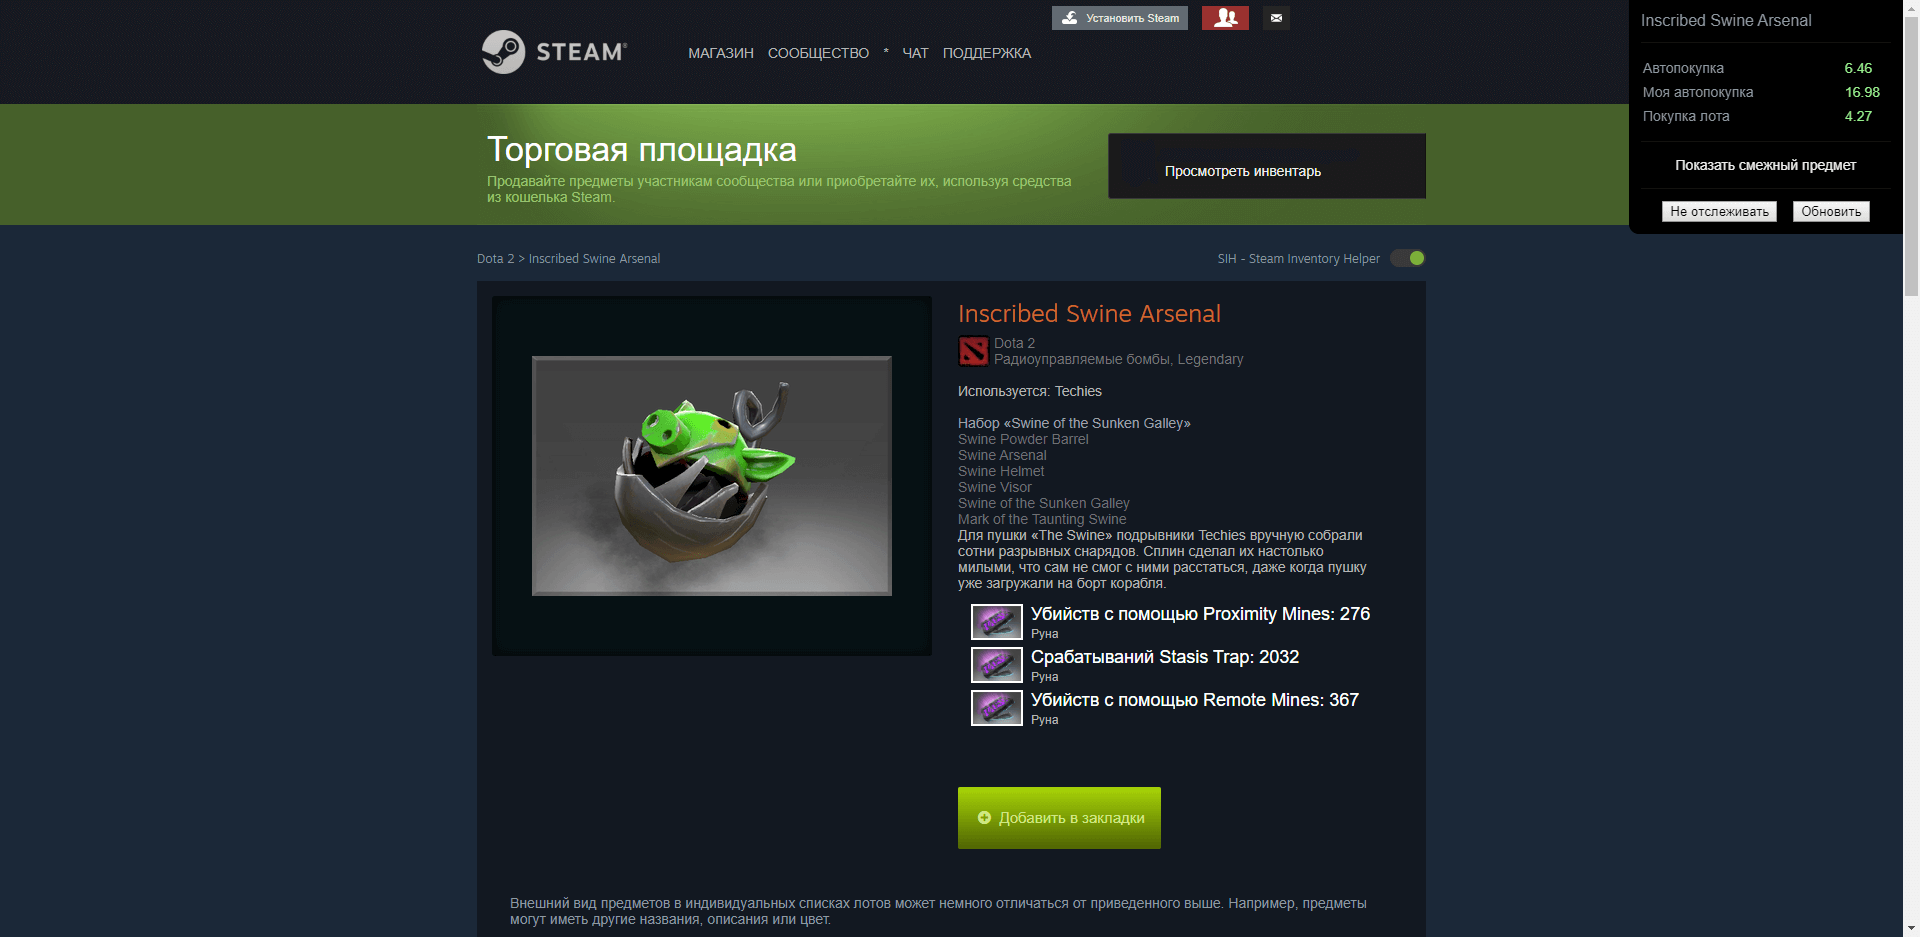 Установить Steam
STEAM®
МАГАЗИН СООБЩЕСТВО * ЧАТ ПОДДЕРЖКА
Inscribed Swine Arsenal
Автопокупка 6.46
Моя автопокупка 16.98
Покупка лота 4.27
Показать смежный предмет
Не отслеживать Обновить
Торговая площадка
Продавайте предметы участникам сообщества или приобретайте их, используя средства
из кошелька Steam.
Просмотреть инвентарь
Dota 2 > Inscribed Swine Arsenal
SIH - Steam Inventory Helper
Inscribed Swine Arsenal
Dota 2
Радиоуправляемые бомбы, Legendary
Используется: Techies
Набор «Swine of the Sunken Galley»
Swine Powder Barrel
Swine Arsenal
Swine Helmet
Swine Visor
Swine of the Sunken Galley
Mark of the Taunting Swine
Для пушки «The Swine» подрывники Techies вручную собрали
сотни разрывных снарядов. Сплин сделал их настолько
милыми, что сам не смог с ними расстаться, даже когда пушку
уже загружали на борт корабля.
Убийств с помощью Proximity Mines: 276
Руна
Срабатываний Stasis Trap: 2032
Руна
Убийств с помощью Remote Mines: 367
Руна
Добавить в закладки
Внешний вид предметов в индивидуальных списках лотов может немного отличаться от приведенного выше. Например, предметы
могут иметь другие названия, описания или цвет.